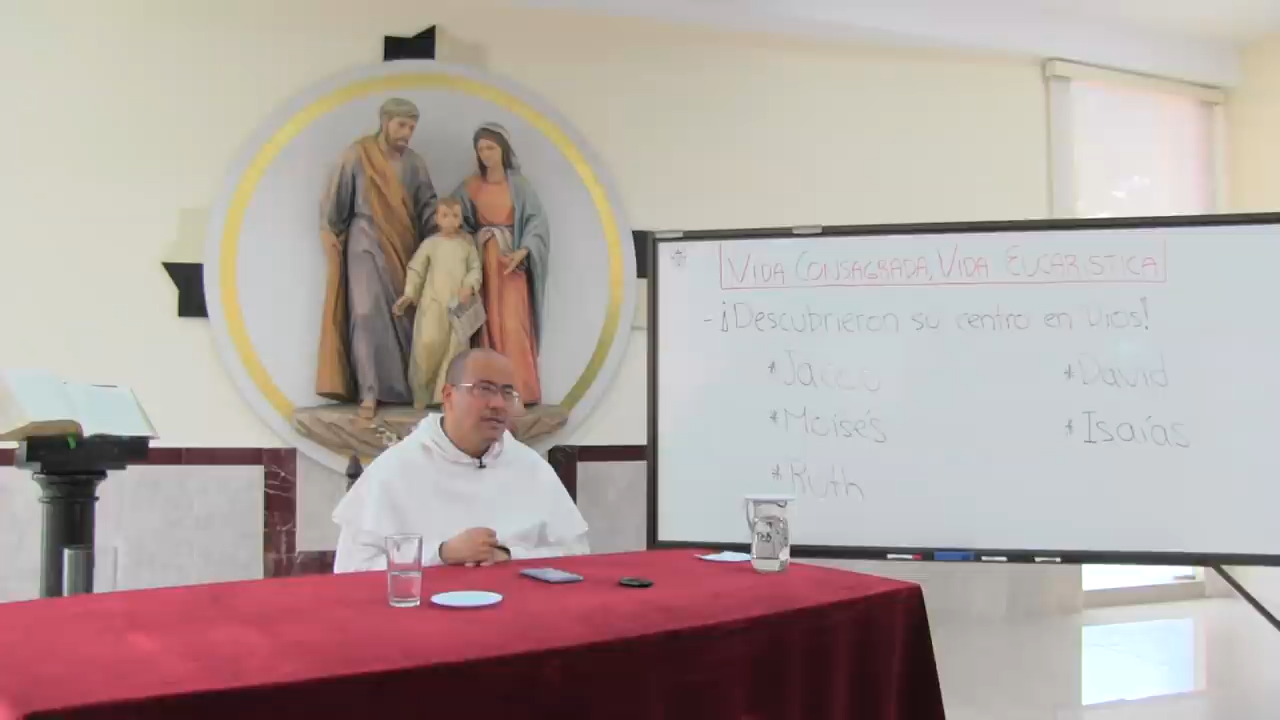 VIDA CONSAGRADA, VIDA EUCARÍSTICA
- ¡Descubrieron su centro en Dios!
* Jacob
* David
* Moisés
* Isaías
* Ruth